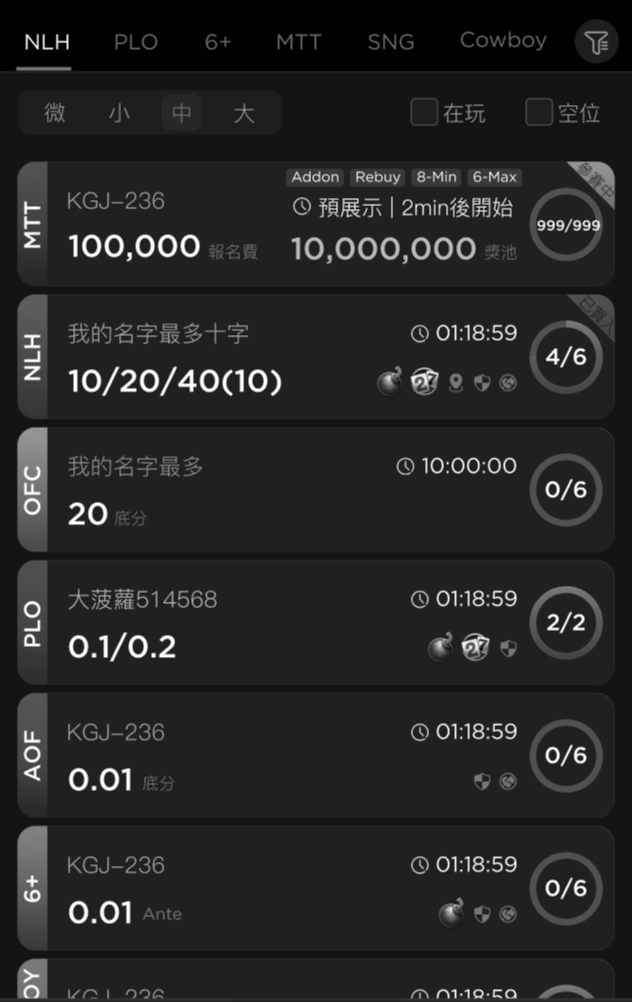 NLH PLO 6+ MTT SNG Cowboy
微 小 中 大 在玩 空位
Addon Rebuy 8-Min 6-Max 參賽中
MTT KGJ-236 預展示 | 2min後開始 999/999
100,000 報名費 10,000,000 獎池
已買入
NLH 我的名字最多十字 01:18:59 4/6
10/20/40(10) 27
OFC 我的名字最多 10:00:00 0/6
20 底分
PLO 大菠蘿514568 01:18:59 2/2
0.1/0.2 27
AOF KGJ-236 01:18:59 0/6
0.01 底分
6+ KGJ-236 01:18:59 0/6
0.01 Ante
OY KGJ-236 01:18:59